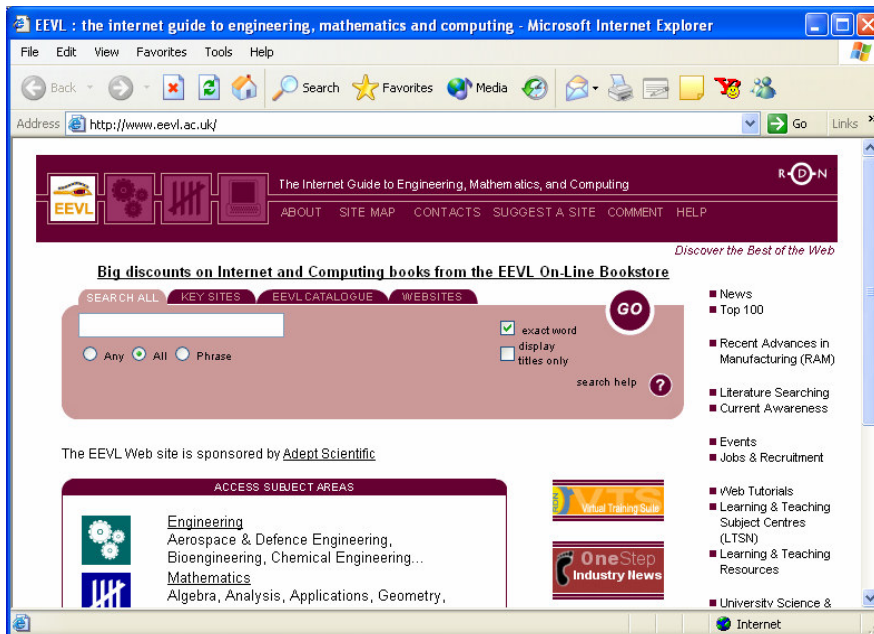 EEVL : the internet guide to engineering, mathematics and computing - Microsoft Internet Explorer
File Edit View Favorites Tools Help
Back Search Favorites Media
Address http://www.eevl.ac.uk/ Go Links »
R·D·N
EEVL
The Internet Guide to Engineering, Mathematics, and Computing
ABOUT SITE MAP CONTACTS SUGGEST A SITE COMMENT HELP
Discover the Best of the Web
Big discounts on Internet and Computing books from the EEVL On-Line Bookstore
SEARCH ALL KEY SITES EEVL CATALOGUE WEBSITES
GO
exact word
Any All Phrase
display
titles only
search help ?
News
Top 100
Recent Advances in
Manufacturing (RAM)
Literature Searching
Current Awareness
Events
Jobs & Recruitment
Web Tutorials
Learning & Teaching
Subject Centres
(LTSN)
Learning & Teaching
Resources
University Science &
The EEVL Web site is sponsored by Adept Scientific
ACCESS SUBJECT AREAS
Engineering
Aerospace & Defence Engineering,
Bioengineering, Chemical Engineering...
Mathematics
Algebra, Analysis, Applications, Geometry,
RDN
VTS
Virtual Training Suite
OneStep
Industry News
Internet